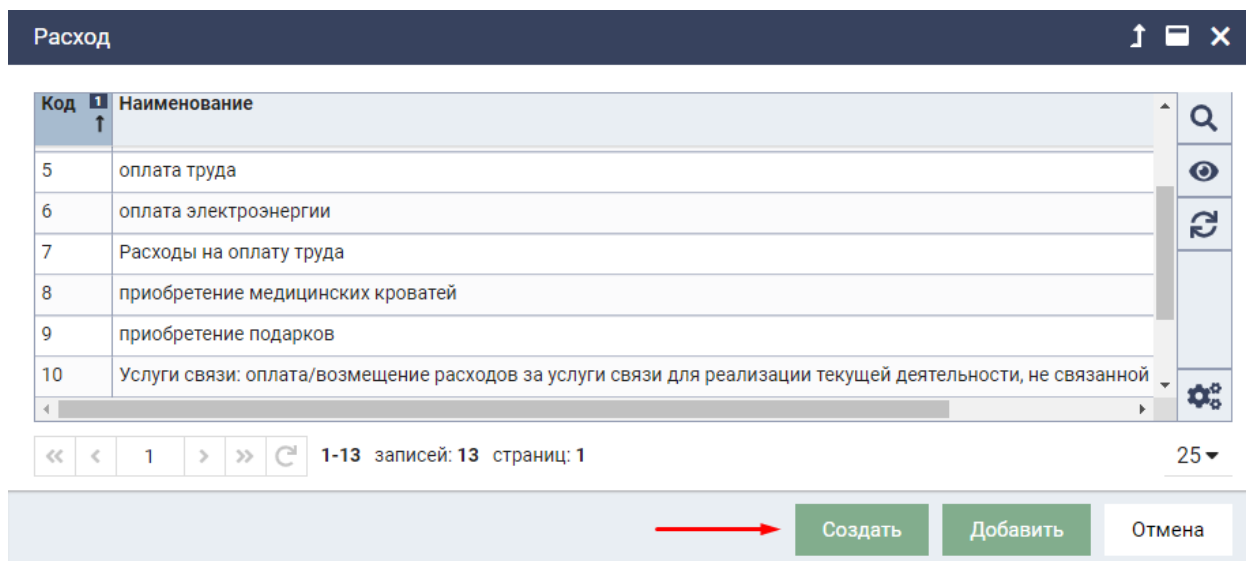 Расход
Код 1 Наименование
5 оплата труда
6 оплата электроэнергии
7 Расходы на оплату труда
8 приобретение медицинских кроватей
9 приобретение подарков
10 Услуги связи: оплата/возмещение расходов за услуги связи для реализации текущей деятельности, не связанной
1 1-13 записей: 13 страниц: 1 25
Создать Добавить Отмена